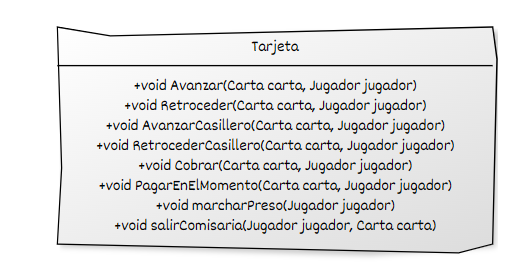 Tarjeta
+void Avanzar(Carta carta, Jugador jugador)
+void Retroceder(Carta carta, Jugador jugador)
+void AvanzarCasillero(Carta carta, Jugador jugador)
+void RetrocederCasillero(Carta carta, Jugador jugador)
+void Cobrar(Carta carta, Jugador jugador)
+void PagarEnElMomento(Carta carta, Jugador jugador)
+void marcharPreso(Jugador jugador)
+void salirComisaria(Jugador jugador, Carta carta)